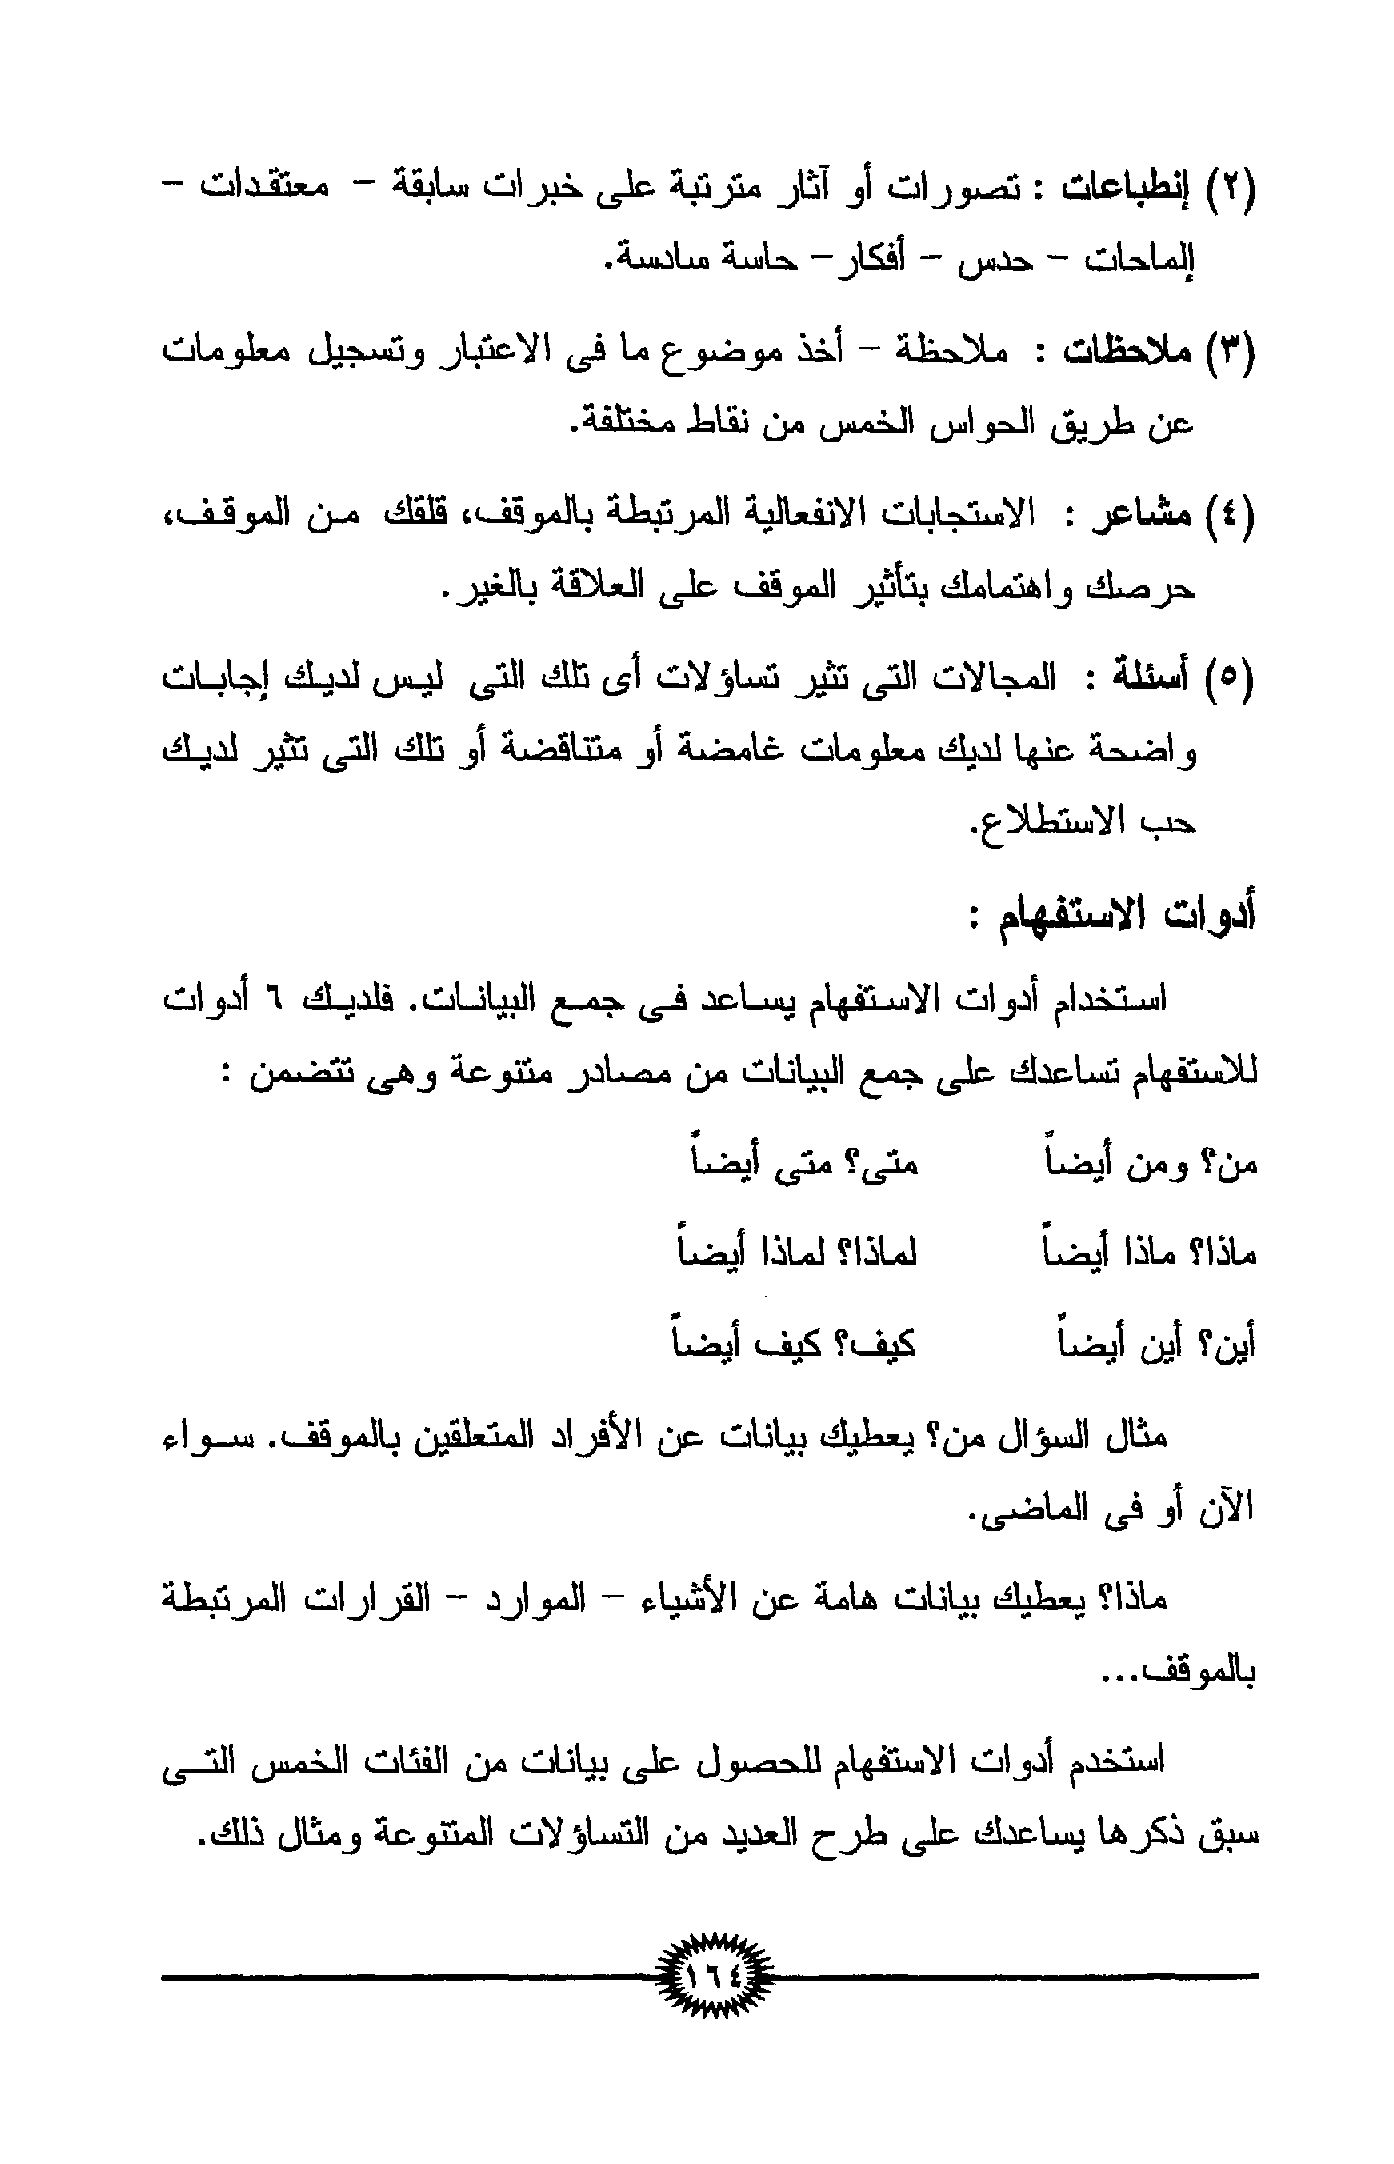 (٢) إنطباعات : تصورات أو آثار مترتبة على خبرات سابقة - معتقدات -
إلماحات - حدس - أفكار- حاسة سادسة.
(٣) ملاحظات : ملاحظة - أخذ موضوع ما فى الاعتبار وتسجيل معلومات
عن طريق الحواس الخمس من نقاط مختلفة.
(٤) مشاعر : الاستجابات الانفعالية المرتبطة بالموقف، قلقك من الموقف،
حرصك واهتمامك بتأثير الموقف على العلاقة بالغير.
(٥) أسئلة : المجالات التى تثير تساؤلات أى تلك التى ليس لديك إجابات
واضحة عنها لديك معلومات غامضة أو متناقضة أو تلك التى تثير لديك
حب الاستطلاع.
أدوات الاستفهام :
استخدام أدوات الاستفهام يساعد فى جمع البيانات. فلديك ٦ أدوات
للاستفهام تساعدك على جمع البيانات من مصادر متنوعة وهى تتضمن :
من؟ ومن أيضاً متى؟ متى أيضاً
ماذا؟ ماذا أيضاً لماذا؟ لماذا أيضاً
أين؟ أين أيضاً كيف؟ كيف أيضاً
مثال السؤال من؟ يعطيك بيانات عن الأفراد المتعلقين بالموقف. سواء
الآن أو فى الماضى.
ماذا؟ يعطيك بيانات هامة عن الأشياء - الموارد - القرارات المرتبطة
بالموقف...
استخدم أدوات الاستفهام للحصول على بيانات من الفئات الخمس التى
سبق ذكرها يساعدك على طرح العديد من التساؤلات المتنوعة ومثال ذلك.
١٦٤